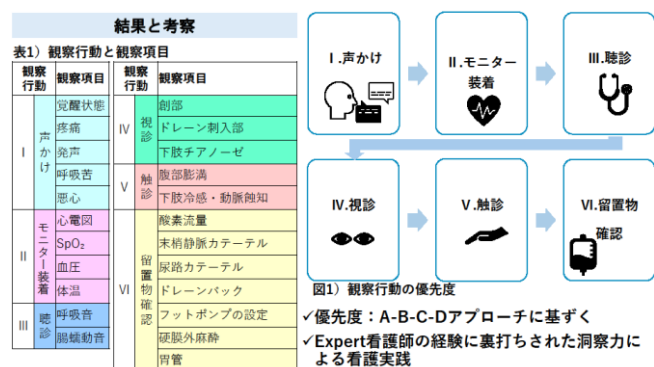 結果と考察
表1）観察行動と観察項目
観察行動 観察項目 観察行動 観察項目
I 声かけ
覚醒状態
疼痛
発声
呼吸苦
悪心
II モニター装着
心電図
SpO₂
血圧
体温
III 聴診
呼吸音
腸蠕動音
IV 視診
創部
ドレーン刺入部
下肢チアノーゼ
V 触診
腹部膨満
下肢冷感・動脈蝕知
VI 留置物確認
酸素流量
末梢静脈カテーテル
尿路カテーテル
ドレーンバック
フットポンプの設定
硬膜外麻酔
胃管
Ⅰ.声かけ
Ⅱ.モニター
装着
Ⅲ.聴診
Ⅳ.視診
Ⅴ.触診
Ⅵ.留置物
確認
図1）観察行動の優先度
✓優先度：A-B-C-Dアプローチに基ずく
✓Expert看護師の経験に裏打ちされた洞察力に
よる看護実践